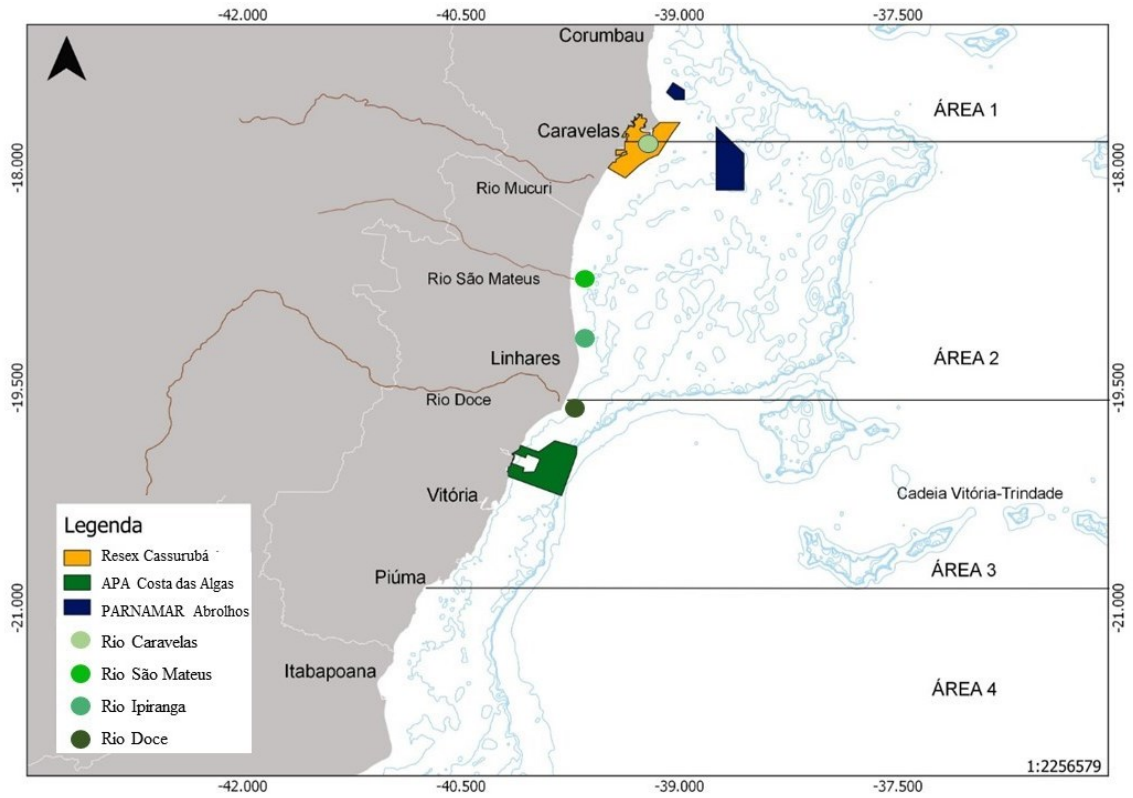 -42.000
-40.500
-39.000
-37.500
Corumbau
ÁREA 1
Caravelas
-18.000
-18.000
Rio Mucuri
Rio São Mateus
Linhares
ÁREA 2
-19.500
-19.500
Rio Doce
Vitória
Cadeia Vitória-Trindade
ÁREA 3
Piúma
-21.000
-21.000
Itabapoana
ÁREA 4
Legenda
Resex Cassurubá
APA Costa das Algas
PARNAMAR Abrolhos
Rio Caravelas
Rio São Mateus
Rio Ipiranga
Rio Doce
1:2256579
-42.000
-40.500
-39.000
-37.500